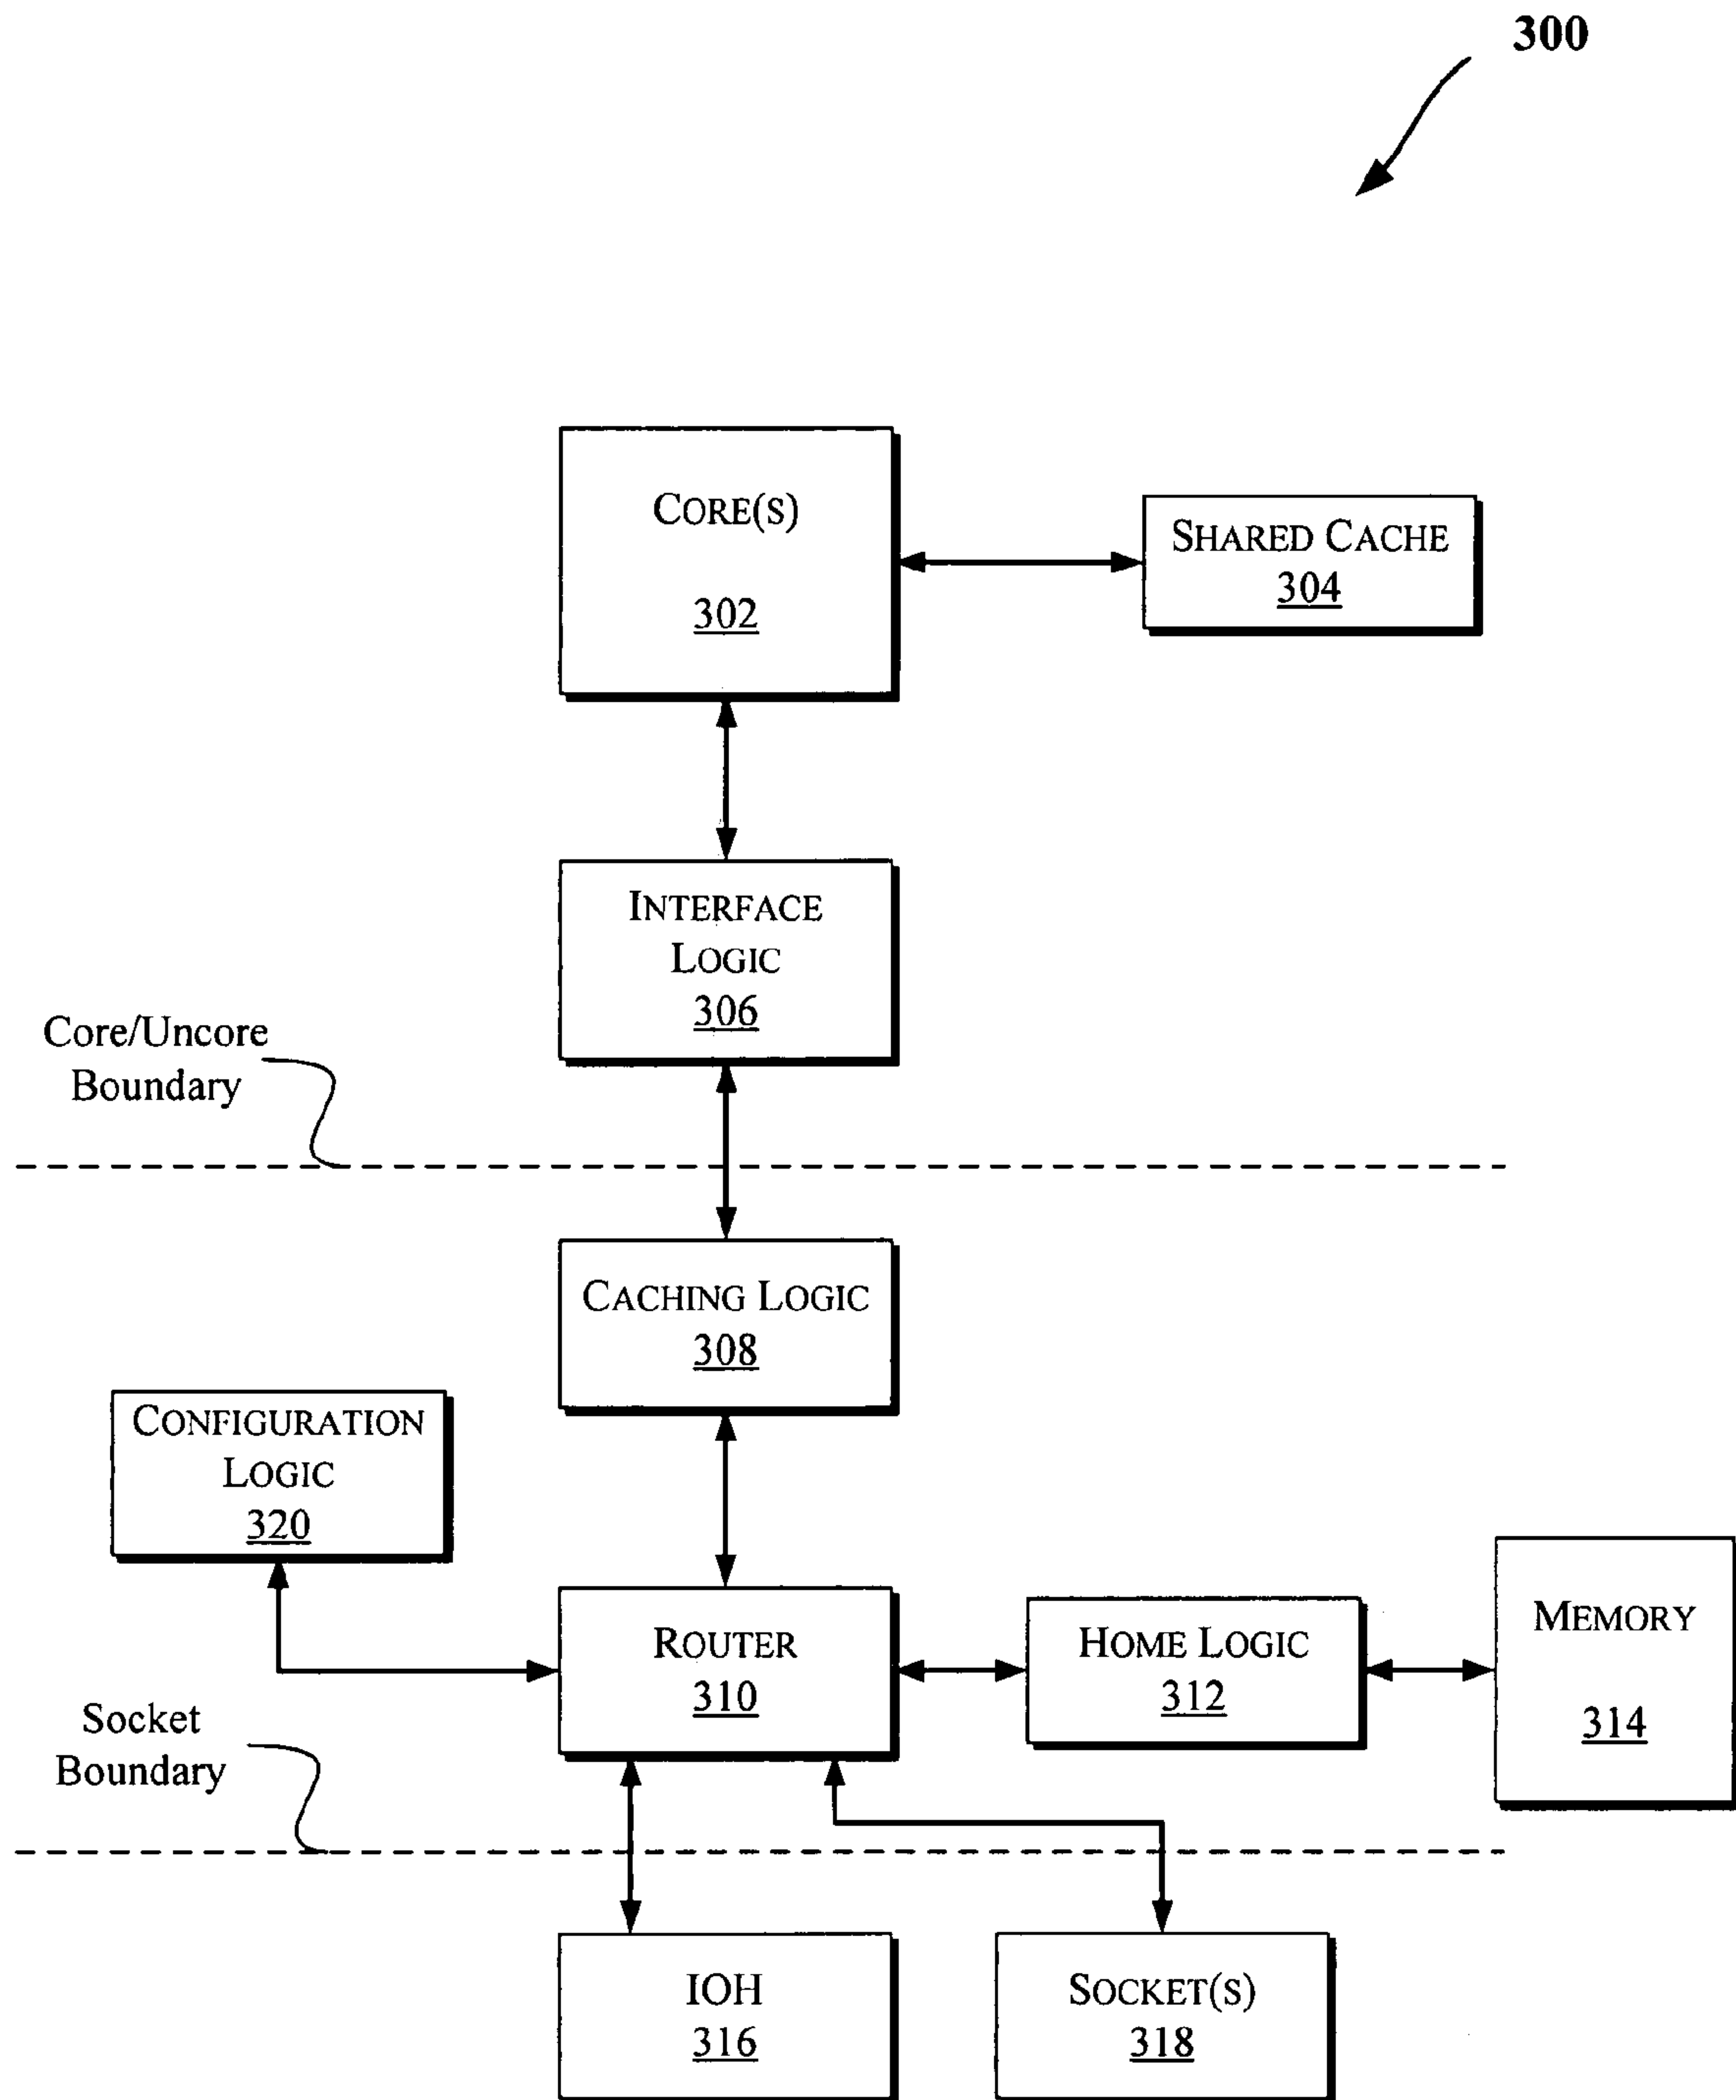 300
CORE(S)
302
SHARED CACHE
304
INTERFACE
LOGIC
306
Core/Uncore
Boundary
CACHING LOGIC
308
CONFIGURATION
LOGIC
320
ROUTER
310
HOME LOGIC
312
MEMORY
314
Socket
Boundary
IOH
316
SOCKET(S)
318